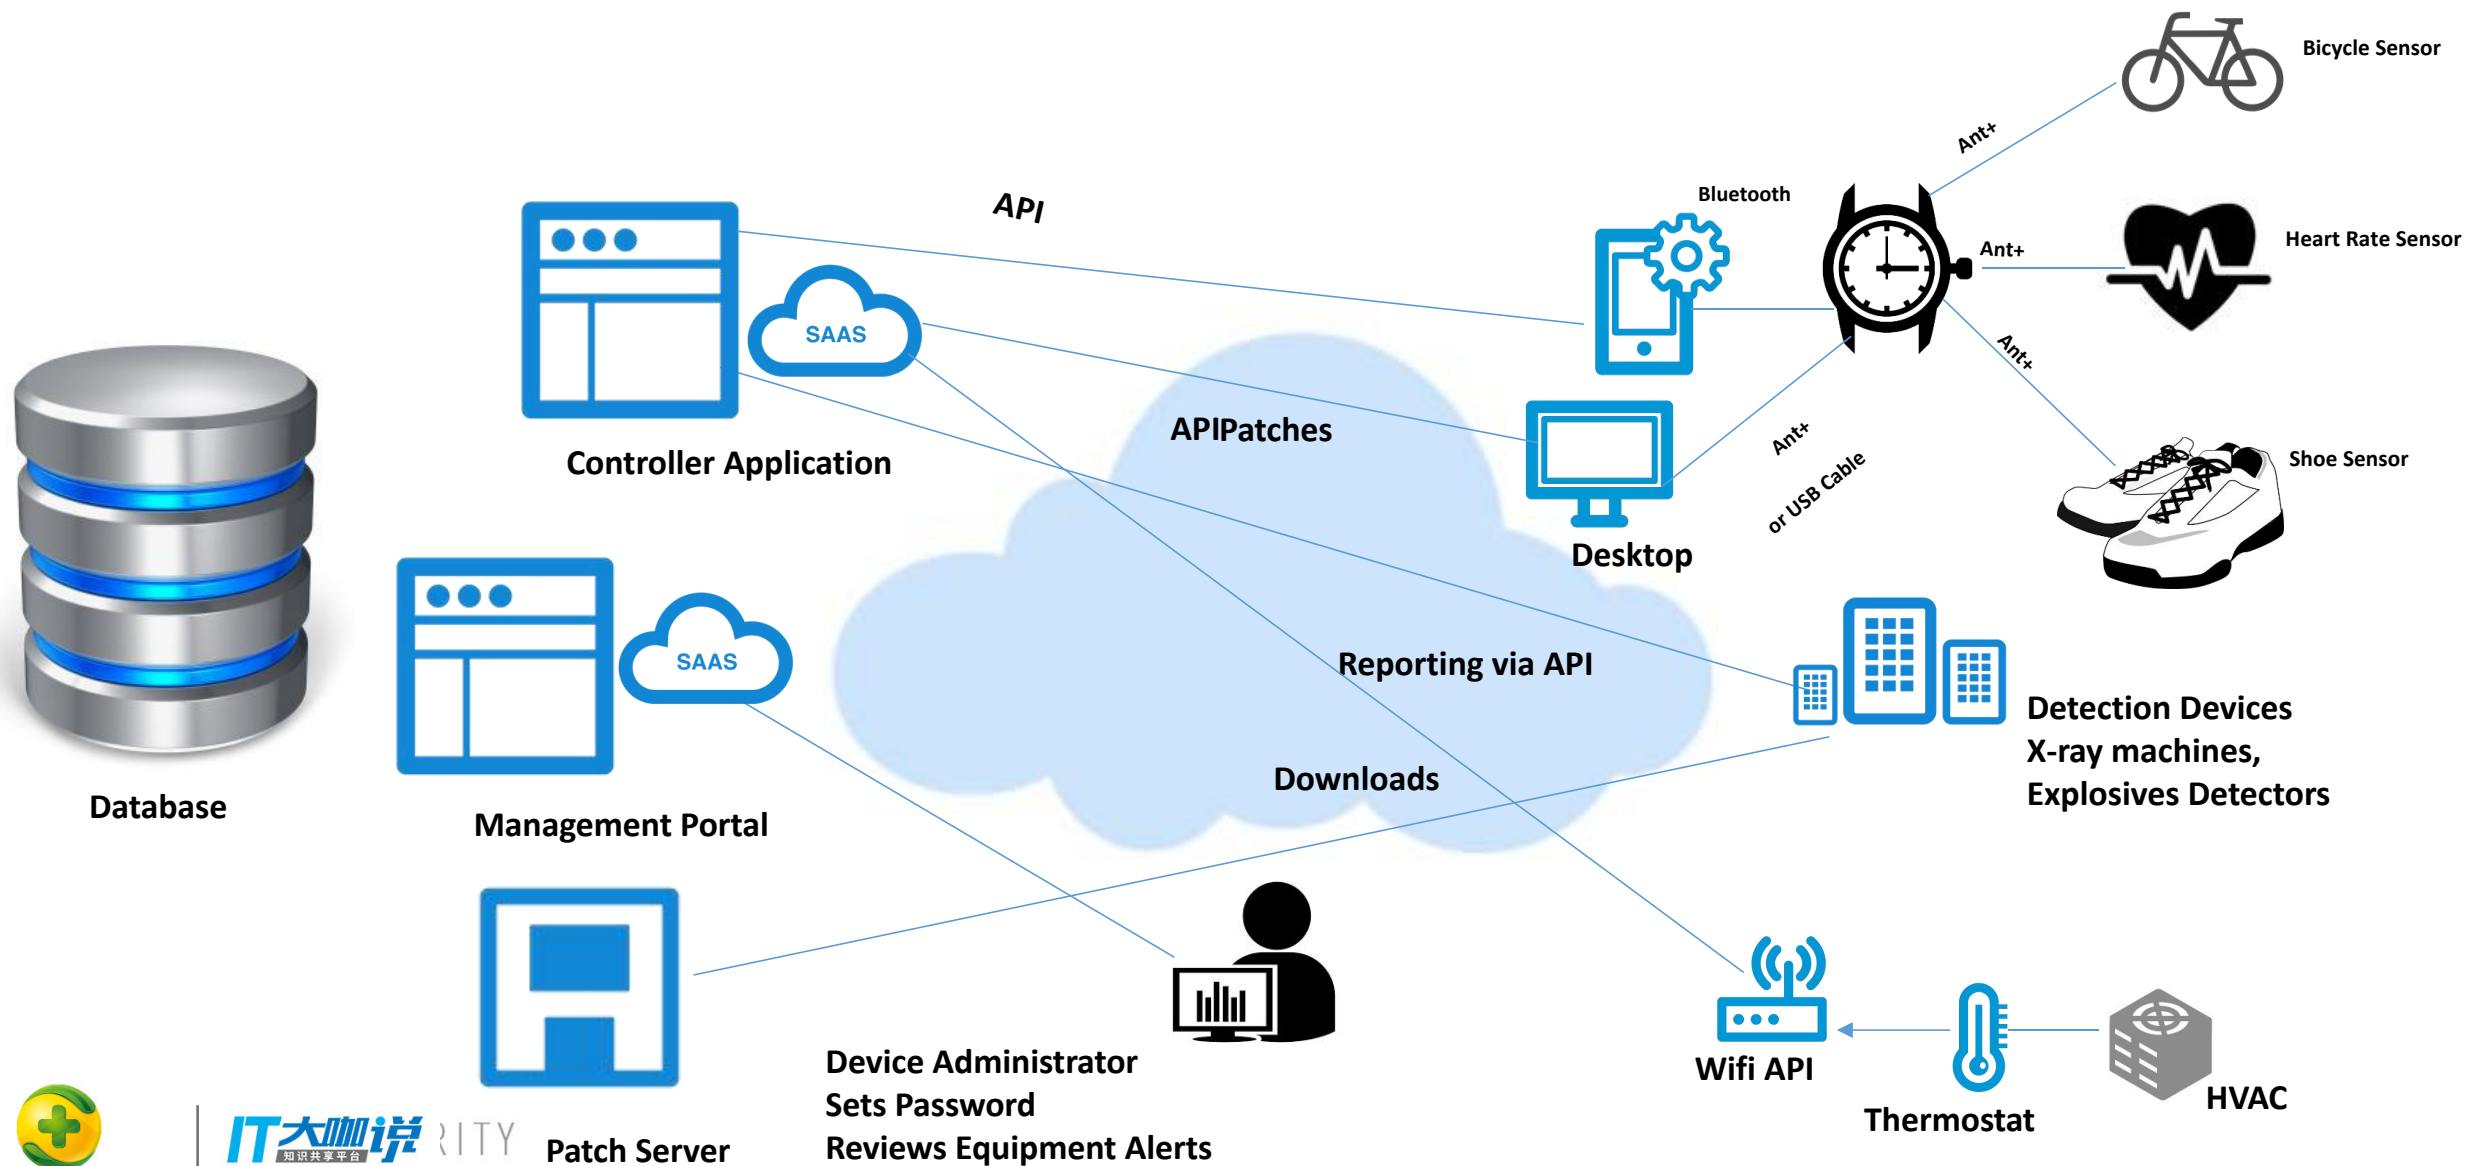 Bicycle Sensor
Ant+
API
Bluetooth
Ant+
Heart Rate Sensor
SAAS
Ant+
APIPatches
Ant+
or USB Cable
Shoe Sensor
Controller Application
Desktop
SAAS
Reporting via API
Detection Devices
X-ray machines,
Explosives Detectors
Database
Downloads
Management Portal
Device Administrator
Sets Password
Reviews Equipment Alerts
Wifi API
Thermostat
HVAC
Patch Server
IT大咖说
知识共享平台
RITY